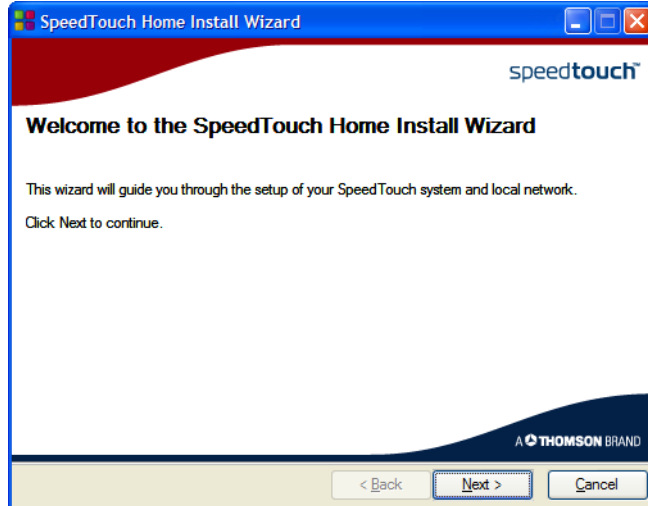 SpeedTouch Home Install Wizard
speedtouch™
Welcome to the SpeedTouch Home Install Wizard
This wizard will guide you through the setup of your SpeedTouch system and local network.
Click Next to continue.
A THOMSON BRAND
< Back Next > Cancel